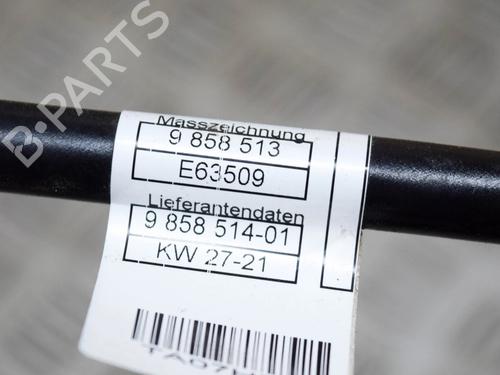 B-PARTS
Masszeichnung
9 858 513
E63509
Lieferantendaten
9 858 514-01
KW 27-21